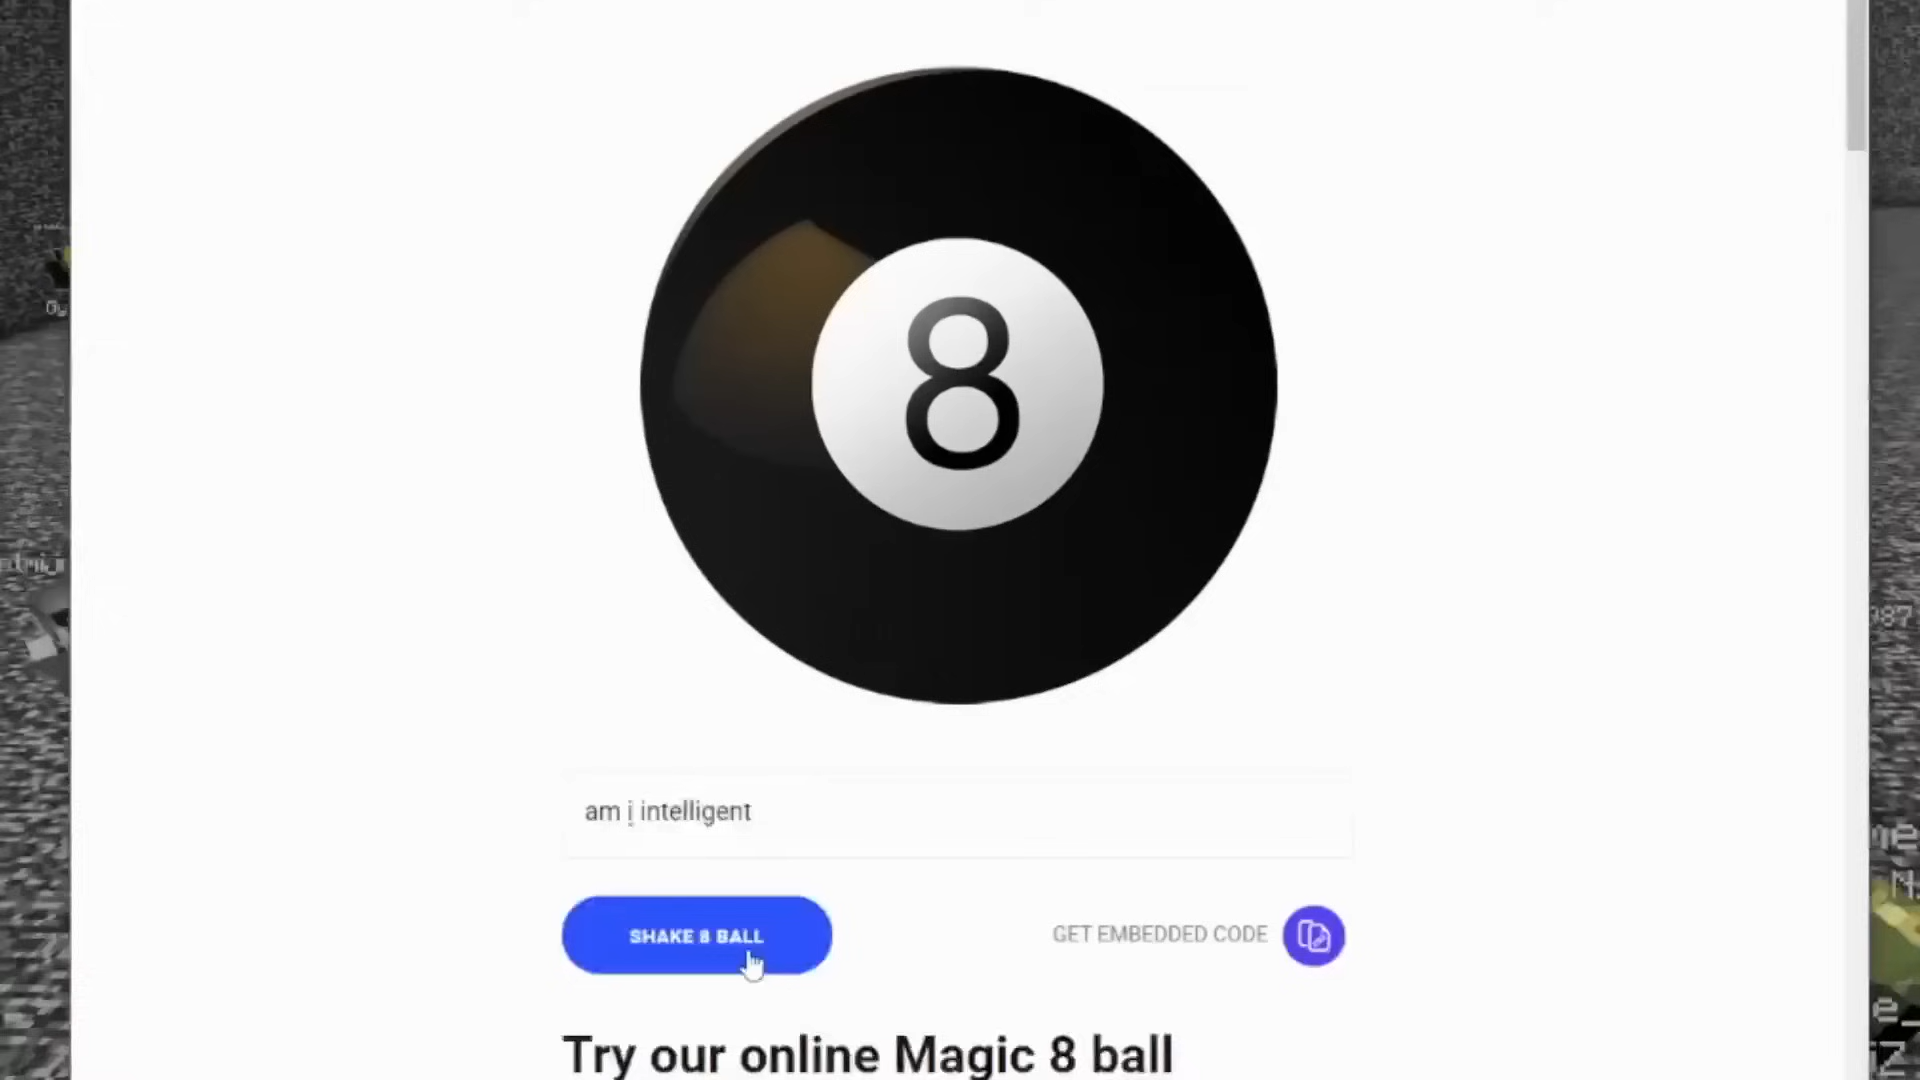 8
am i intelligent
SHAKE 8 BALL
GET EMBEDDED CODE
Try our online Magic 8 ball